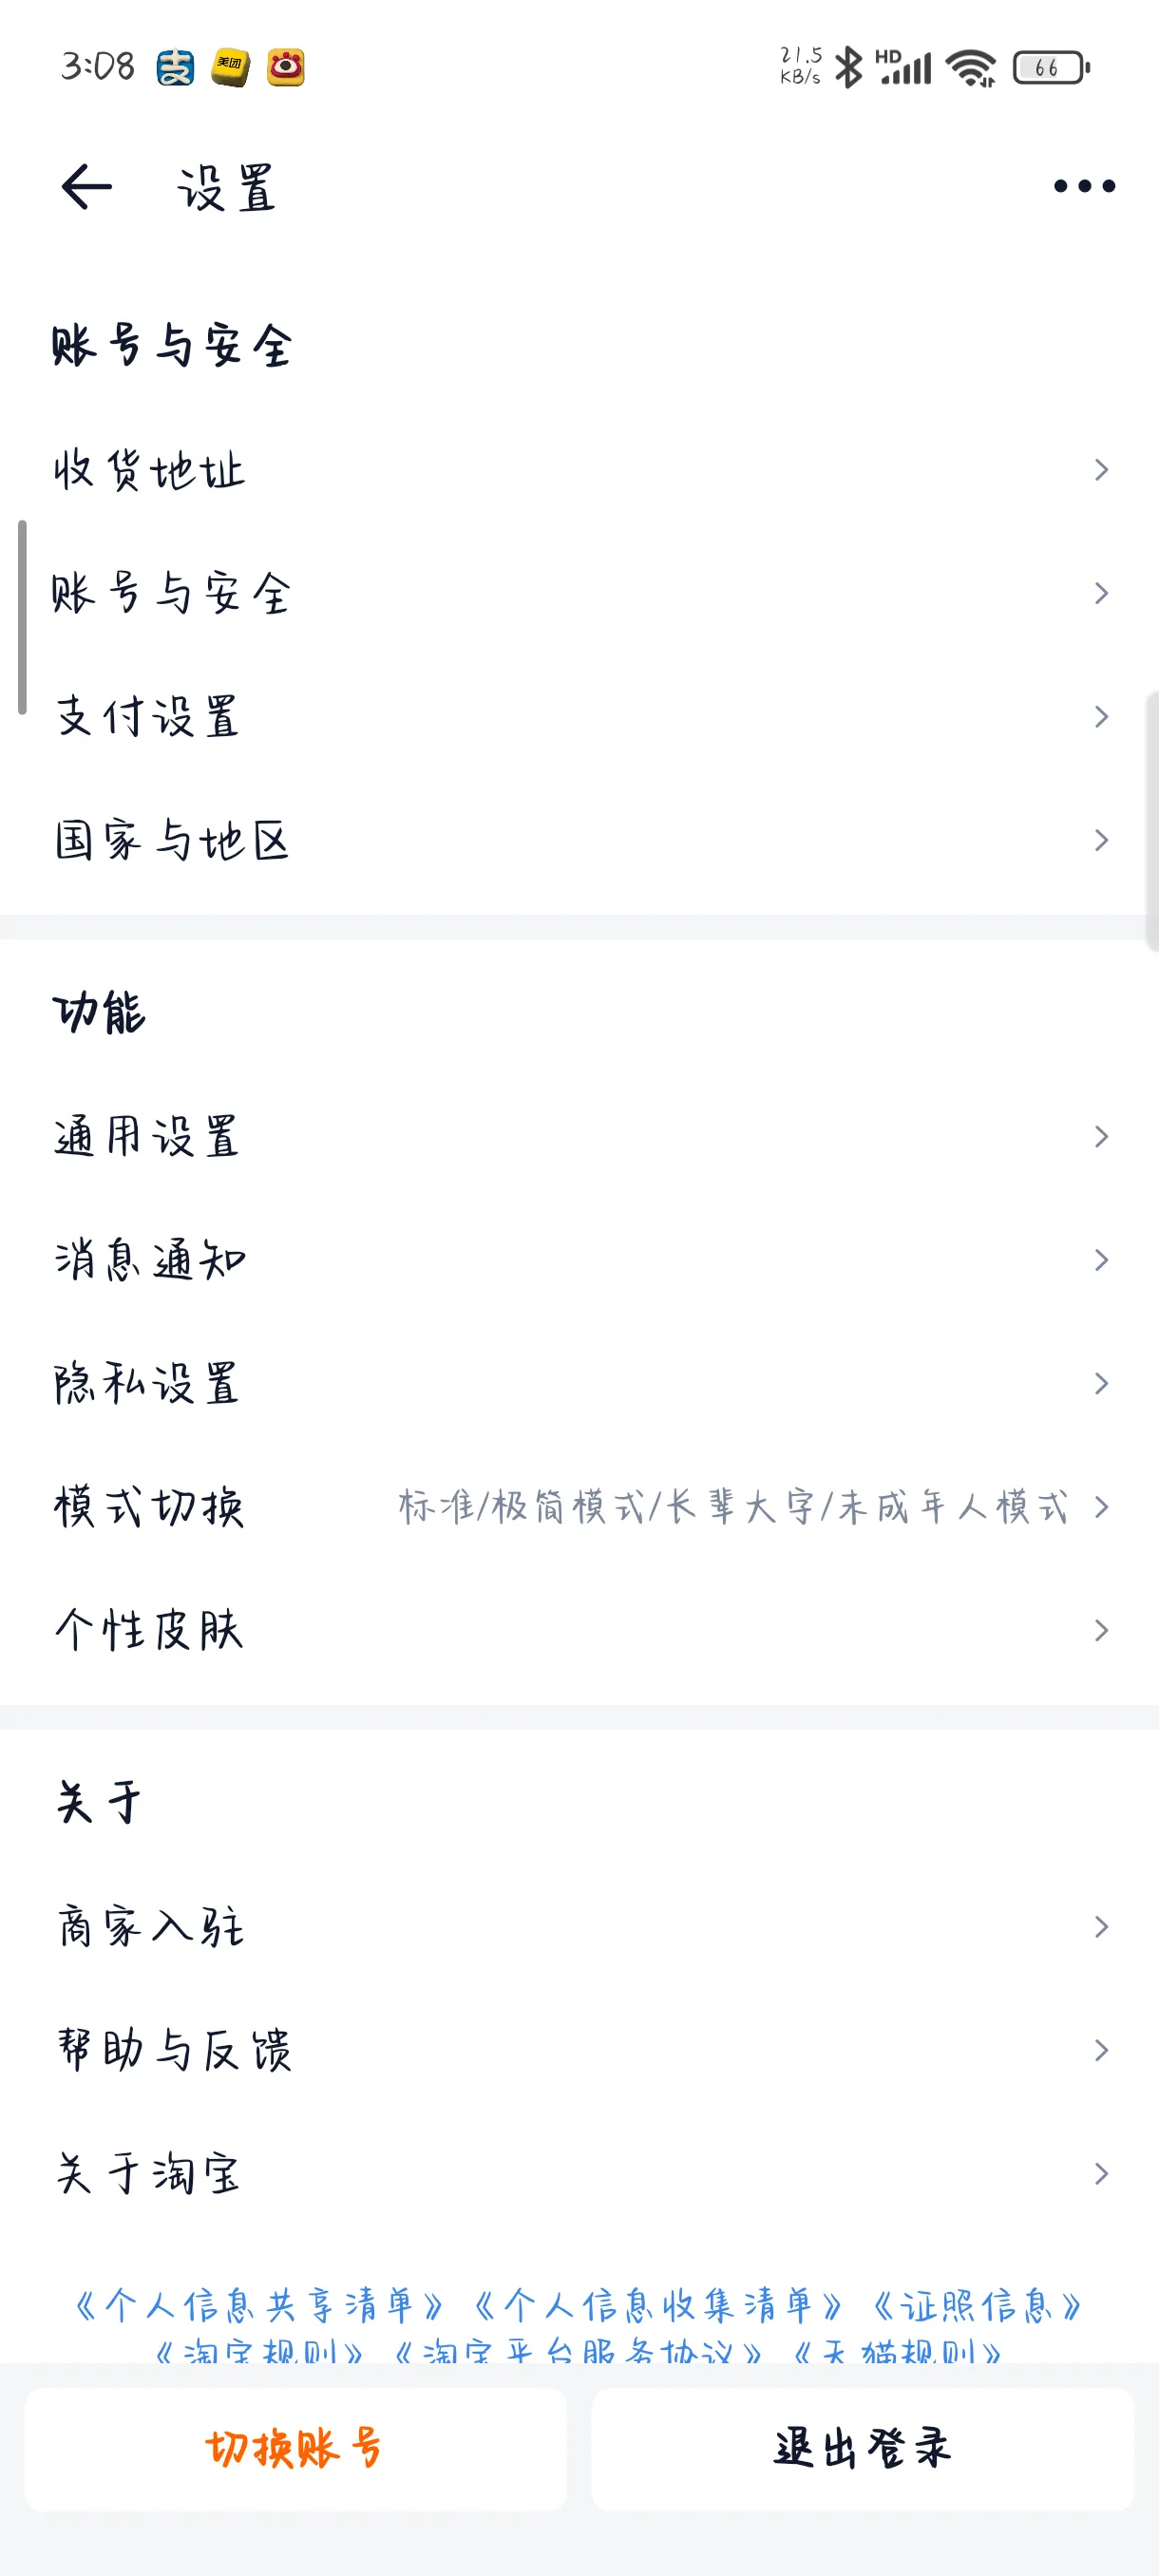 3:08 支 美团 21.5 KB/s HD 66
设置
账号与安全
收货地址
账号与安全
支付设置
国家与地区
功能
通用设置
消息通知
隐私设置
模式切换 标准/极简模式/长辈大字/未成年人模式
个性皮肤
关于
商家入驻
帮助与反馈
关于淘宝
《个人信息共享清单》《个人信息收集清单》《证照信息》
《淘宝规则》《淘宝平台服务协议》《天猫规则》
切换账号 退出登录